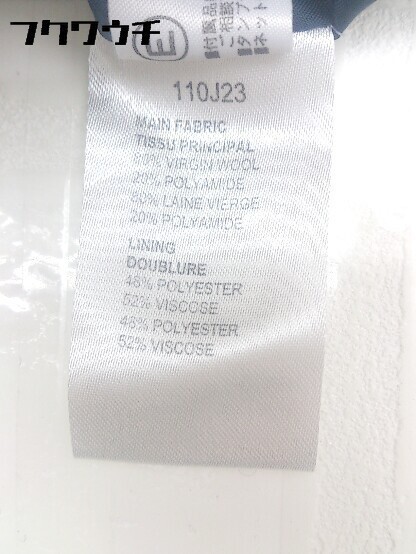 フクワウチ
E
110J23
MAIN FABRIC
TISSU PRINCIPAL
80% VIRGIN WOOL
20% POLYAMIDE
80% LAINE VIERGE
20% POLYAMIDE
LINING
DOUBLURE
48% POLYESTER
52% VISCOSE
48% POLYESTER
52% VISCOSE